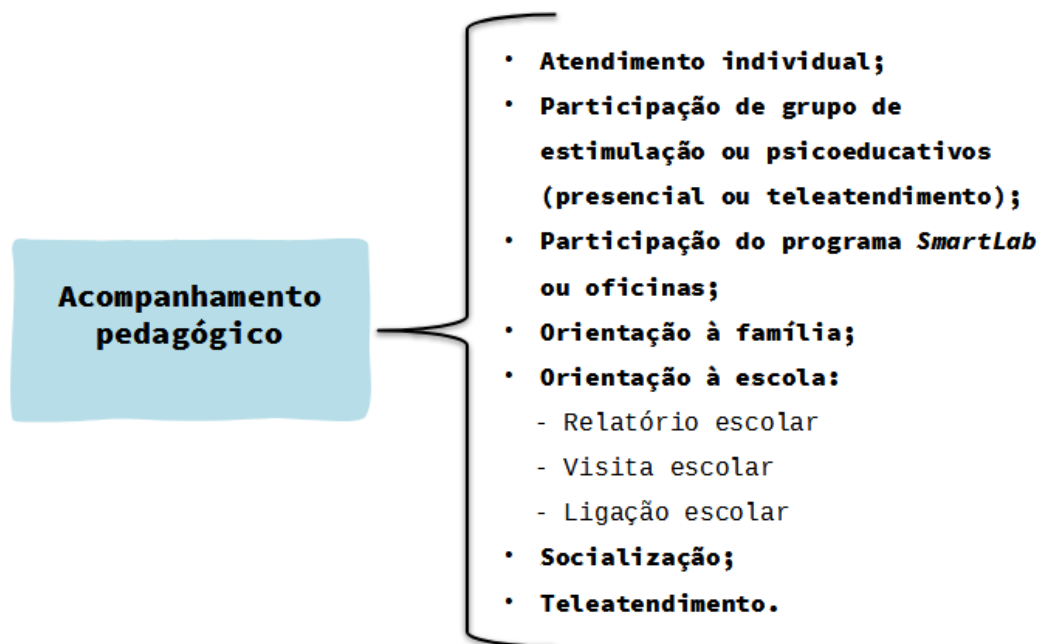 Acompanhamento
pedagógico
• Atendimento individual;
• Participação de grupo de
estimulação ou psicoeducativos
(presencial ou teleatendimento);
• Participação do programa SmartLab
ou oficinas;
• Orientação à família;
• Orientação à escola:
- Relatório escolar
- Visita escolar
- Ligação escolar
• Socialização;
• Teleatendimento.